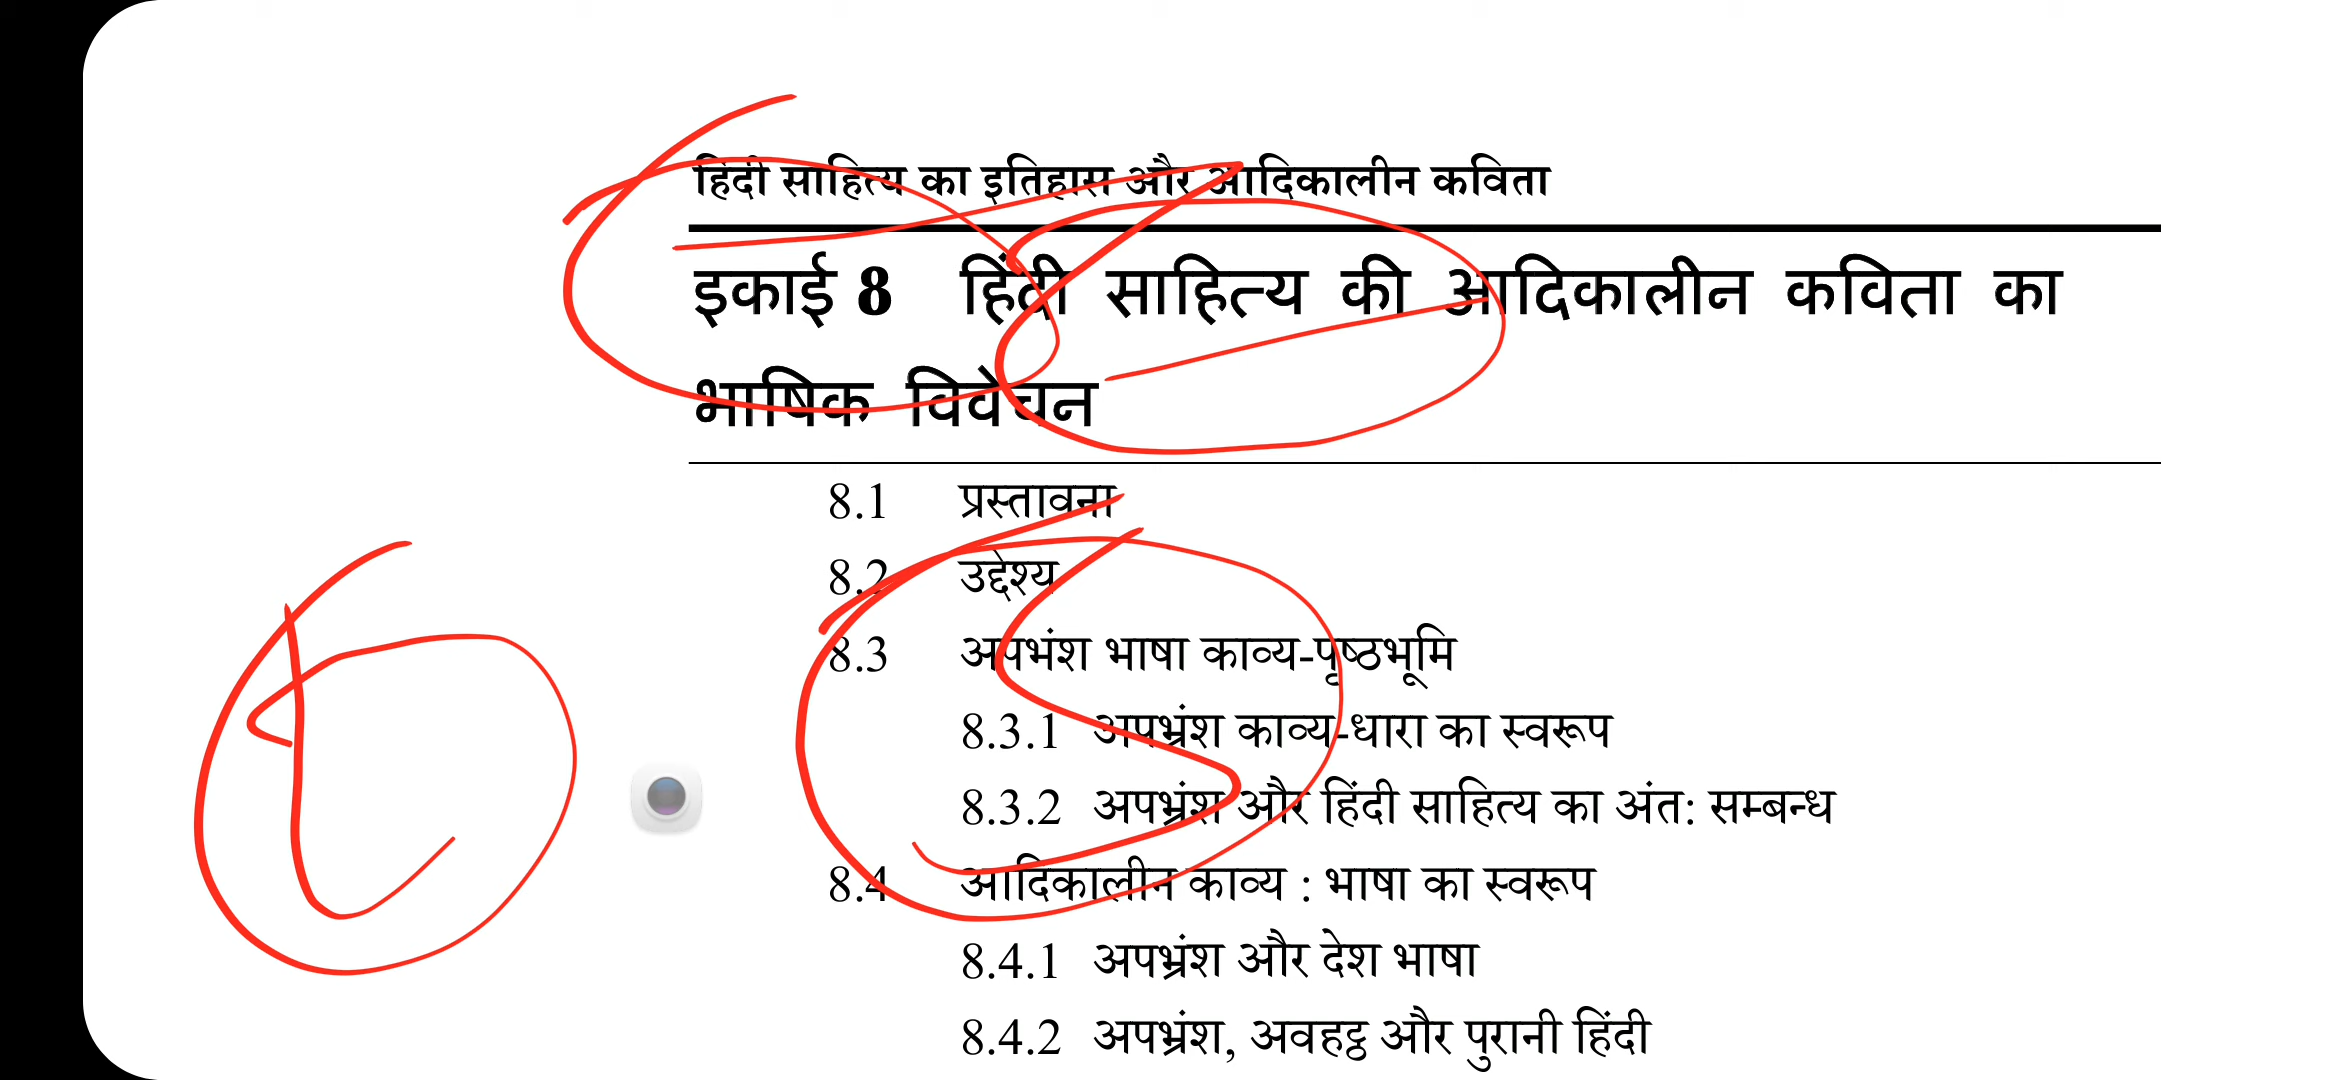 हिंदी साहित्य का इतिहास और आदिकालीन कविता
इकाई 8 हिंदी साहित्य की आदिकालीन कविता का
भाषिक विवेचन
8.1 प्रस्तावना
8.2 उद्देश्य
8.3 अपभंश भाषा काव्य-पृष्ठभूमि
8.3.1 अपभ्रंश काव्य-धारा का स्वरूप
8.3.2 अपभ्रंश और हिंदी साहित्य का अंत: सम्बन्ध
8.4 आदिकालीन काव्य : भाषा का स्वरूप
8.4.1 अपभ्रंश और देश भाषा
8.4.2 अपभ्रंश, अवहट्ठ और पुरानी हिंदी